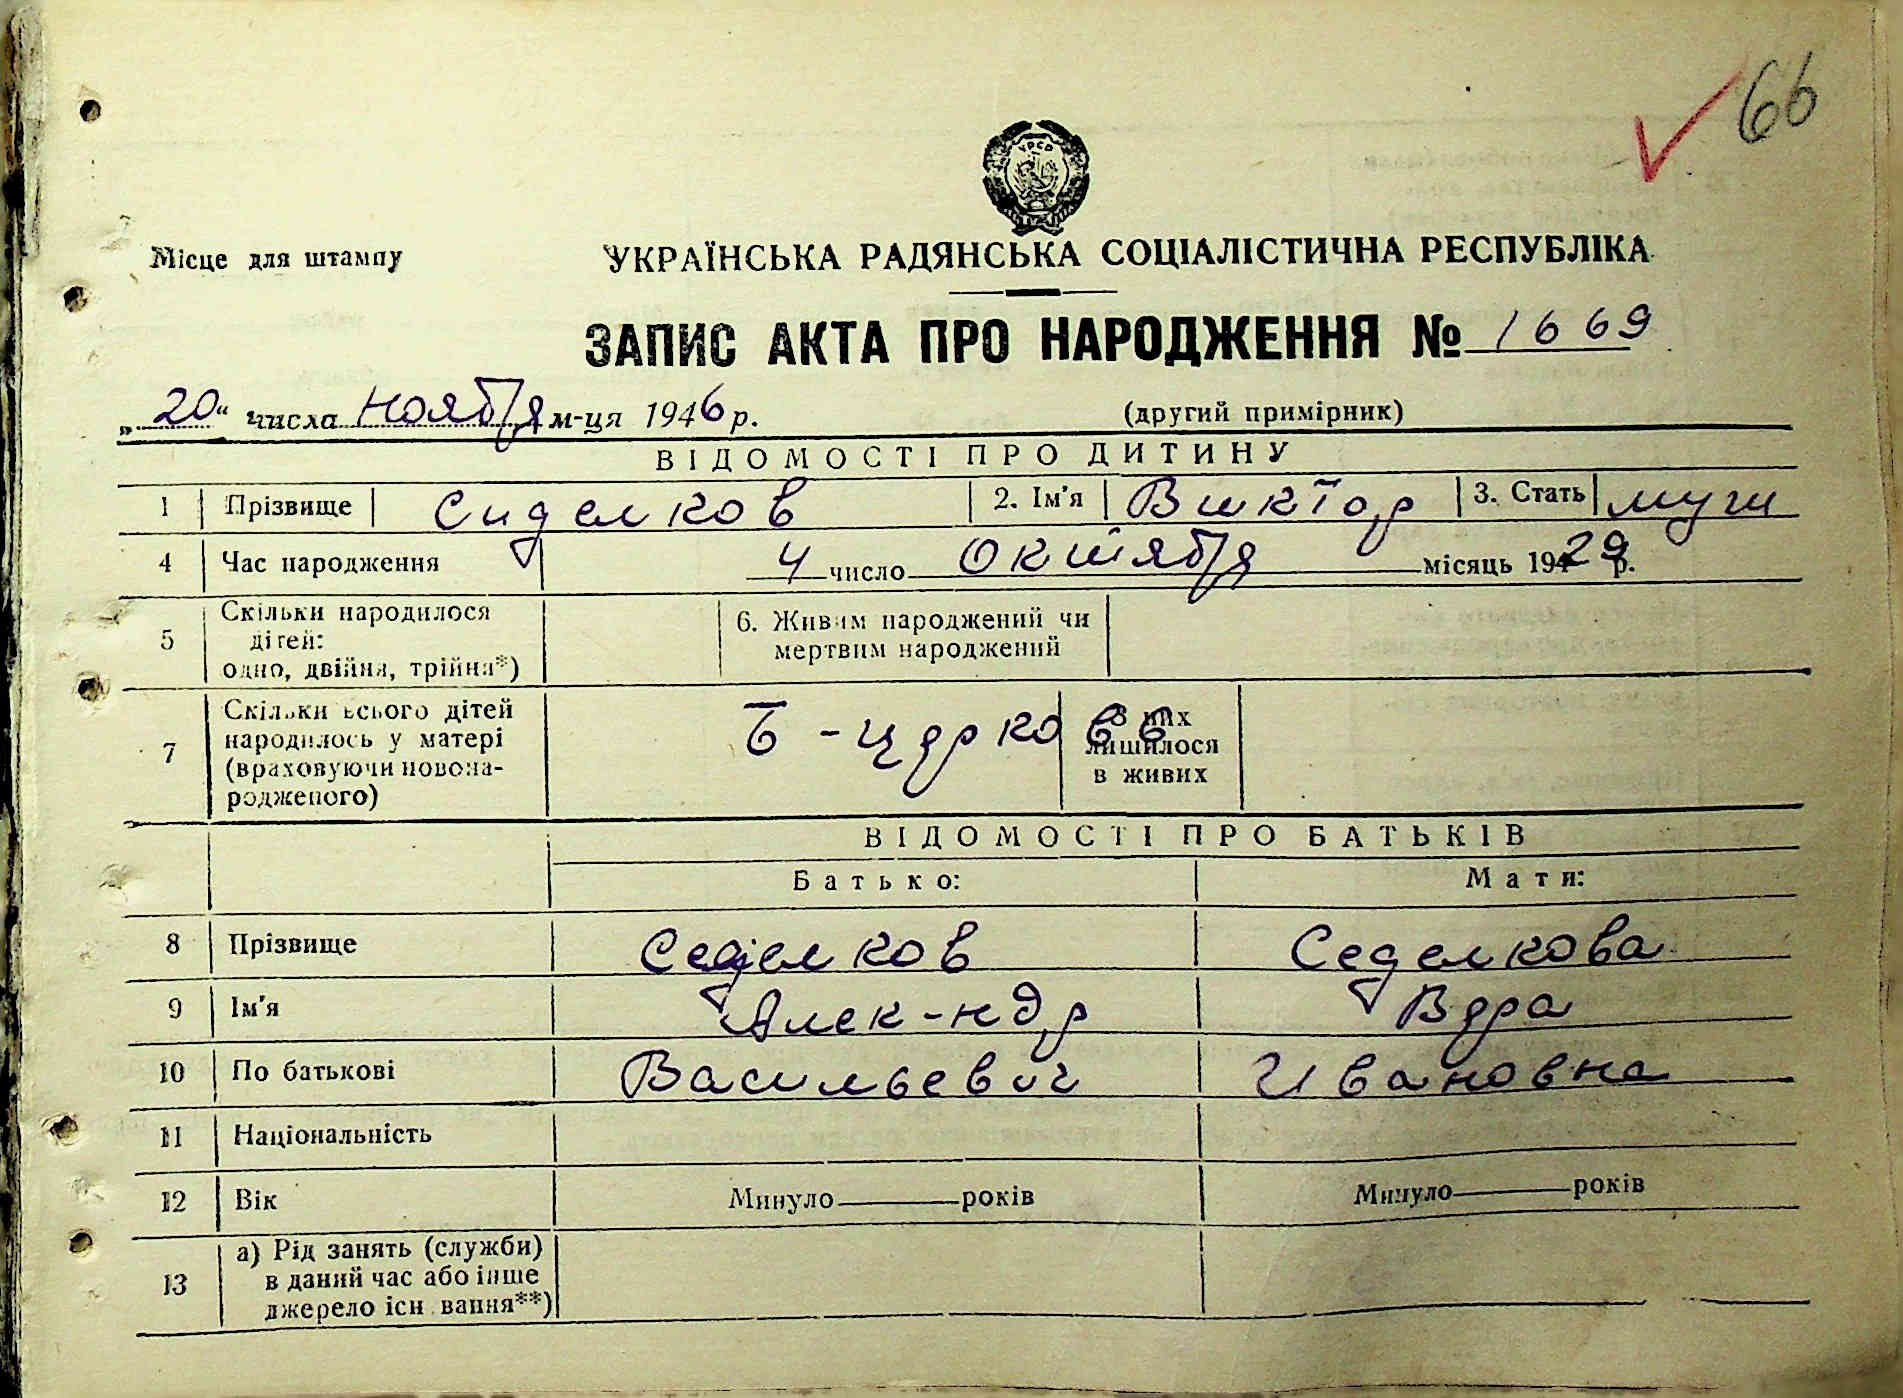 66
УРСР
Місце для штампу УКРАЇНСЬКА РАДЯНСЬКА СОЦІАЛІСТИЧНА РЕСПУБЛІКА
ЗАПИС АКТА ПРО НАРОДЖЕННЯ № 1669
„20" числа ноября м-ця 1946 р. (другий примірник)
ВІДОМОСТІ ПРО ДИТИНУ
1 Прізвище Сиделков 2. Ім'я Виктор 3. Стать муж
4 Час народження 4 число октября місяць 1929 р.
5 Скільки народилося
дітей:
одно, двійня, трійня*)
6. Живим народжений чи
мертвим народжений
7 Скільки всього дітей
народилось у матері
(враховуючи новона-
родженого)
Б-Церковь
З них
лишилося
в живих
ВІДОМОСТІ ПРО БАТЬКІВ
Батько: Мати:
8 Прізвище Седелков Седелкова
9 Ім'я Алек-ндр Вера
10 По батькові Васильевич Ивановна
11 Національність
12 Вік Минуло років Минуло років
13 а) Рід занять (служби)
в даний час або інше
джерело існ вання**)